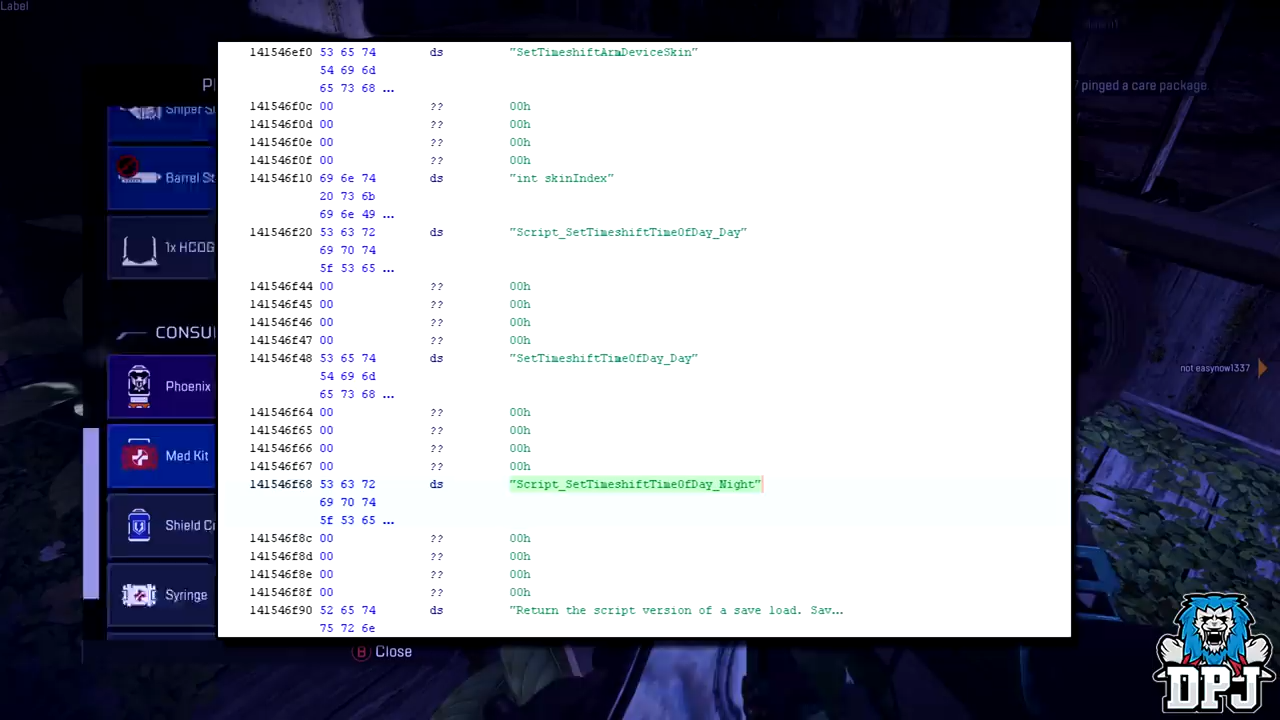 Label
141546ef0 53 65 74 ds "SetTimeshiftArmDeviceSkin"
54 69 6d
65 73 68 ...
141546f0c 00 ?? 00h
141546f0d 00 ?? 00h
141546f0e 00 ?? 00h
141546f0f 00 ?? 00h
141546f10 69 6e 74 ds "int skinIndex"
20 73 6b
69 6e 49 ...
141546f20 53 63 72 ds "Script_SetTimeshiftTimeOfDay_Day"
69 70 74
5f 53 65 ...
141546f44 00 ?? 00h
141546f45 00 ?? 00h
141546f46 00 ?? 00h
141546f47 00 ?? 00h
141546f48 53 65 74 ds "SetTimeshiftTimeOfDay_Day"
54 69 6d
65 73 68 ...
141546f64 00 ?? 00h
141546f65 00 ?? 00h
141546f66 00 ?? 00h
141546f67 00 ?? 00h
141546f68 53 63 72 ds "Script_SetTimeshiftTimeOfDay_Night"
69 70 74
5f 53 65 ...
141546f8c 00 ?? 00h
141546f8d 00 ?? 00h
141546f8e 00 ?? 00h
141546f8f 00 ?? 00h
141546f90 52 65 74 ds "Return the script version of a save load. Sav...
75 72 6e
Sniper St
Barrel St
1x HCOG
CONSU
Phoenix
Med Kit
Shield C
Syringe
B Close
pinged a care package.
not easynow1337
DPJ